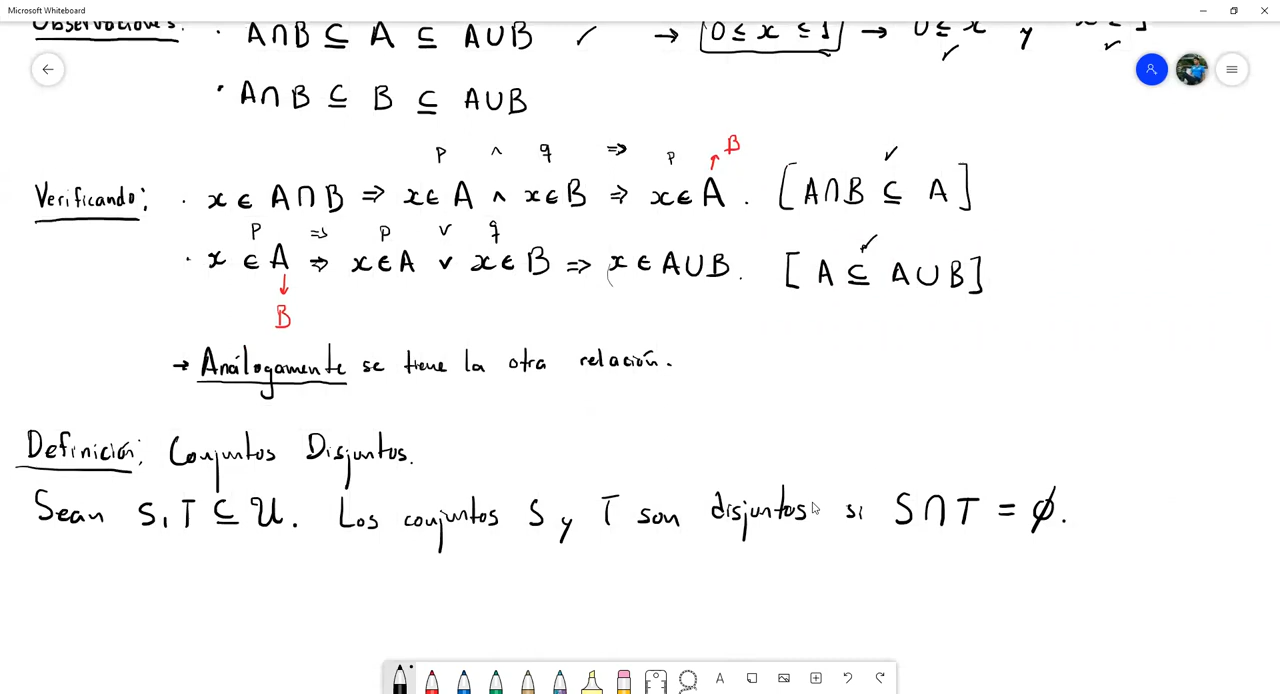 Microsoft Whiteboard
Observaciones: · A∩B ⊆ A ⊆ A∪B ✓ → 0 ≤ x ≤ 1 → 0 ≤ x y
· A∩B ⊆ B ⊆ A∪B
p ∧ q ⇒ p ↑ B
Verificando: · x ∈ A∩B ⇒ x ∈ A ∧ x ∈ B ⇒ x ∈ A. [A∩B ⊆ A] ✓
p ⇒ p ∨ q
· x ∈ A ⇒ x ∈ A ∨ x ∈ B ⇒ x ∈ A∪B. [A ⊆ A∪B] ✓
↓
B
→ Análogamente se tiene la otra relación.
Definición: Conjuntos Disjuntos.
Sean S, T ⊆ U. Los conjuntos S y T son disjuntos si S∩T = ∅.